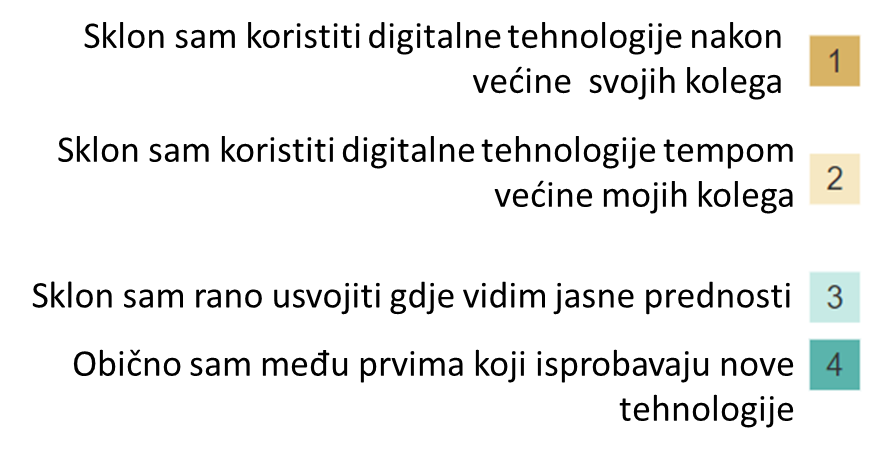 Sklon sam koristiti digitalne tehnologije nakon
većine svojih kolega
1
Sklon sam koristiti digitalne tehnologije tempom
većine mojih kolega
2
Sklon sam rano usvojiti gdje vidim jasne prednosti
3
Obično sam među prvima koji isprobavaju nove
tehnologije
4